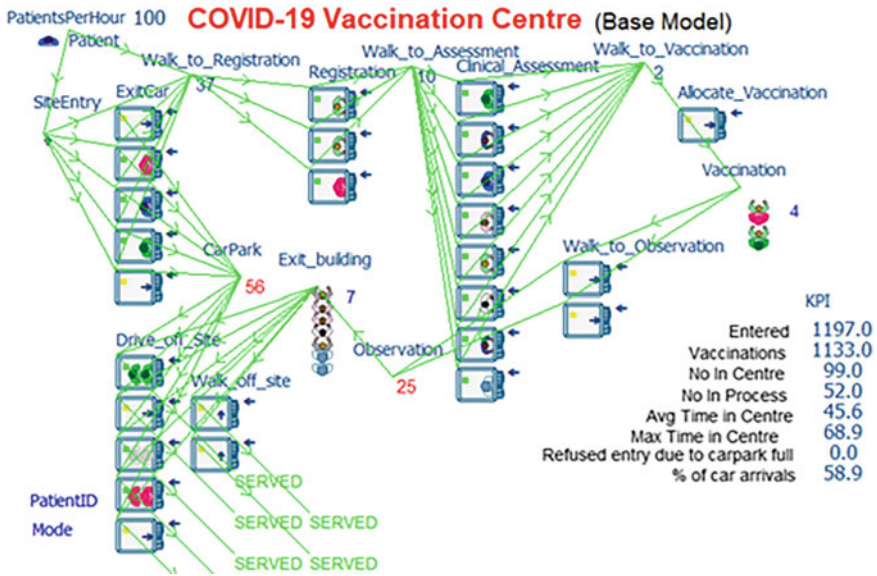 COVID-19 Vaccination Centre (Base Model)
PatientsPerHour 100
Patient
Walk_to_Registration
37
Walk_to_Assessment
10
Walk_to_Vaccination
2
SiteEntry
ExitCar
Registration
Clinical_Assessment
Allocate_Vaccination
Vaccination
4
CarPark
56
Exit_building
7
Walk_to_Observation
Observation
25
Drive_off_Site
Walk_off_site
KPI
Entered 1197.0
Vaccinations 1133.0
No In Centre 99.0
No In Process 52.0
Avg Time in Centre 45.6
Max Time in Centre 68.9
Refused entry due to carpark full 0.0
% of car arrivals 58.9
PatientID
Mode
SERVED
SERVED SERVED
SERVED SERVED